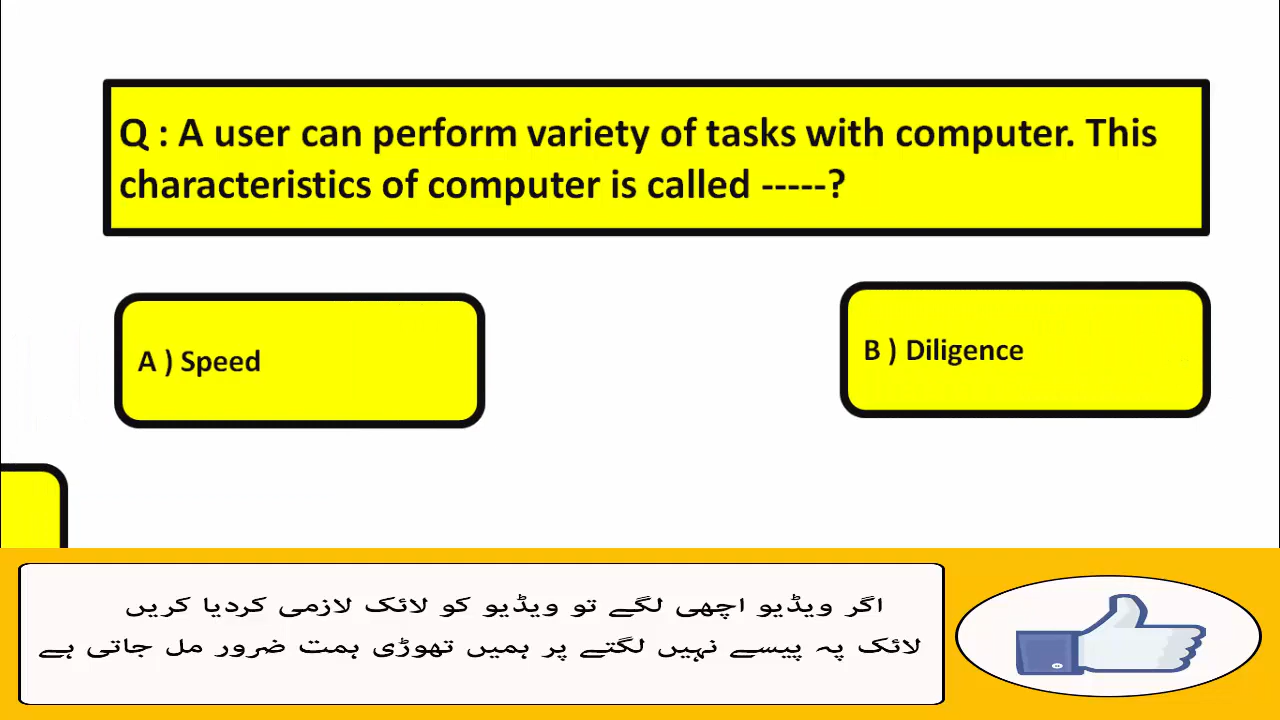 Q : A user can perform variety of tasks with computer. This
characteristics of computer is called -----?
A ) Speed
B ) Diligence
اگر ویڈیو اچھی لگے تو ویڈیو کو لائک لازمی کردیا کریں
لائک پہ پیسے نہیں لگتے پر ہمیں تھوڑی ہمت ضرور مل جاتی ہے